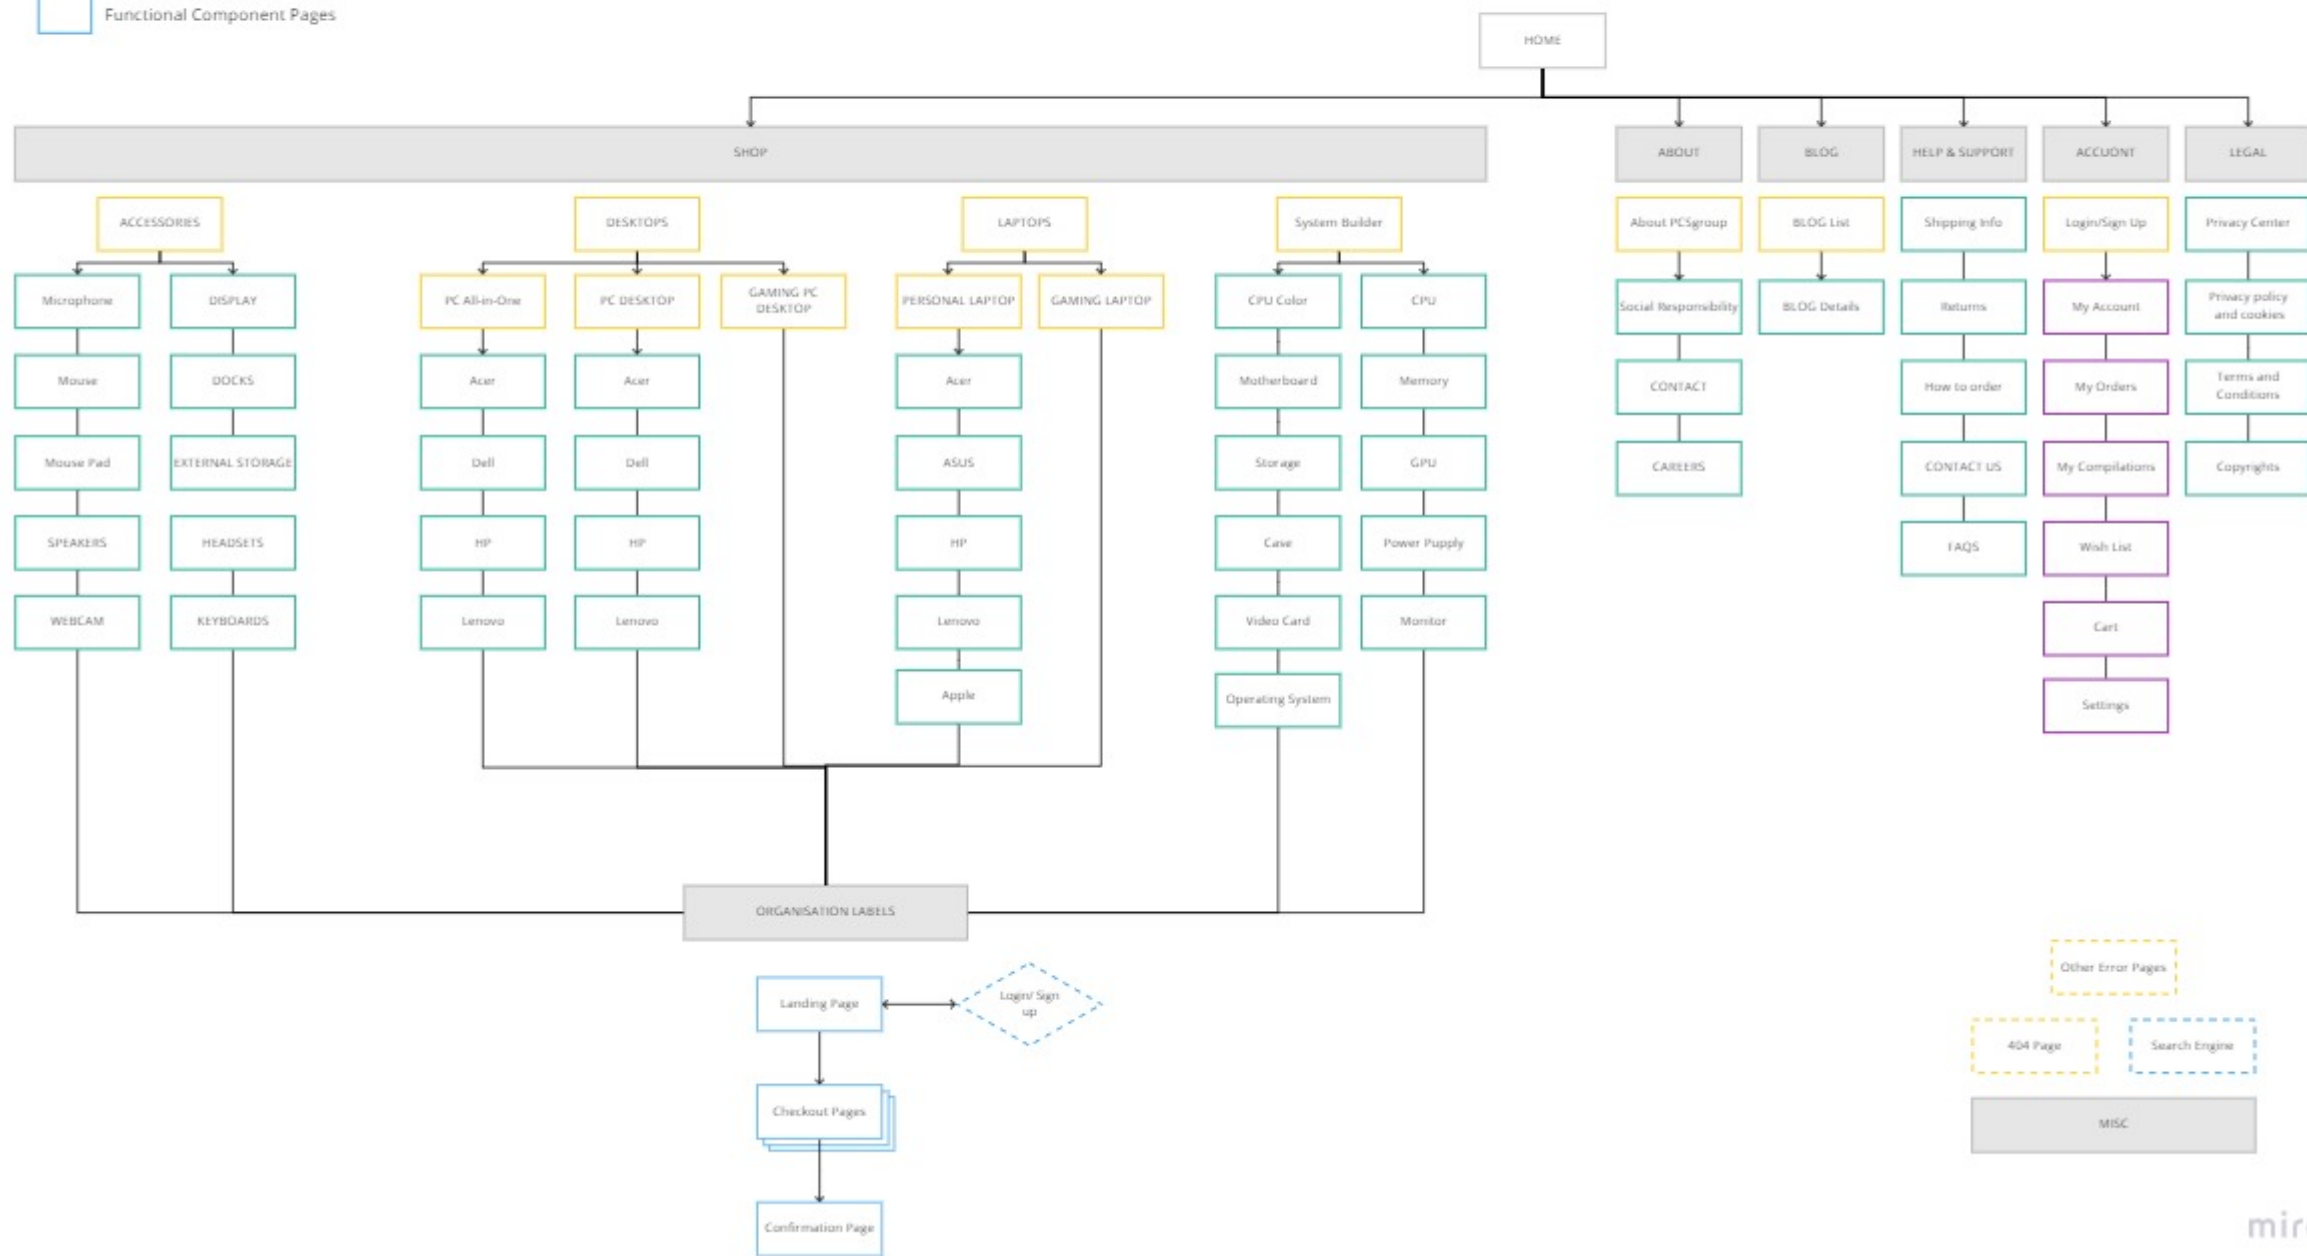 Functional Component Pages
HOME
SHOP
ABOUT
BLOG
HELP & SUPPORT
ACCUONT
LEGAL
ACCESSORIES
DESKTOPS
LAPTOPS
System Builder
About PCSgroup
BLOG List
Shipping Info
Login/Sign Up
Privacy Center
Microphone
DISPLAY
PC All-in-One
PC DESKTOP
GAMING PC
DESKTOP
PERSONAL LAPTOP
GAMING LAPTOP
CPU Color
CPU
Social Responsibility
BLOG Details
Returns
My Account
Privacy policy
and cookies
Mouse
DOCKS
Acer
Acer
Acer
Motherboard
Memory
CONTACT
How to order
My Orders
Terms and
Conditions
Mouse Pad
EXTERNAL STORAGE
Dell
Dell
ASUS
Storage
GPU
CAREERS
CONTACT US
My Compilations
Copyrights
SPEAKERS
HEADSETS
HP
HP
HP
Case
Power Pupply
FAQS
Wish List
WEBCAM
KEYBOARDS
Lenovo
Lenovo
Lenovo
Video Card
Monitor
Cart
Apple
Operating System
Settings
ORGANISATION LABELS
Landing Page
Login/ Sign
up
Other Error Pages
404 Page
Search Engine
Checkout Pages
MISC
Confirmation Page
mir